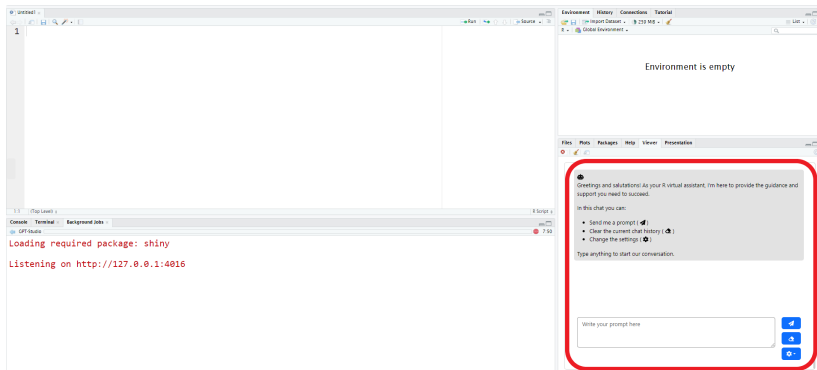 Untitled1
Run
Source
1
1:1
(Top Level)
R Script
Console Terminal Background Jobs
GPT-Studio
7:50
Loading required package: shiny
Listening on http://127.0.0.1:4016
Environment History Connections Tutorial
Import Dataset
230 MiB
List
R
Global Environment
Environment is empty
Files Plots Packages Help Viewer Presentation
Greetings and salutations! As your R virtual assistant, I'm here to provide the guidance and
support you need to succeed.
In this chat you can:
• Send me a prompt ( )
• Clear the current chat history ( )
• Change the settings ( )
Type anything to start our conversation.
Write your prompt here